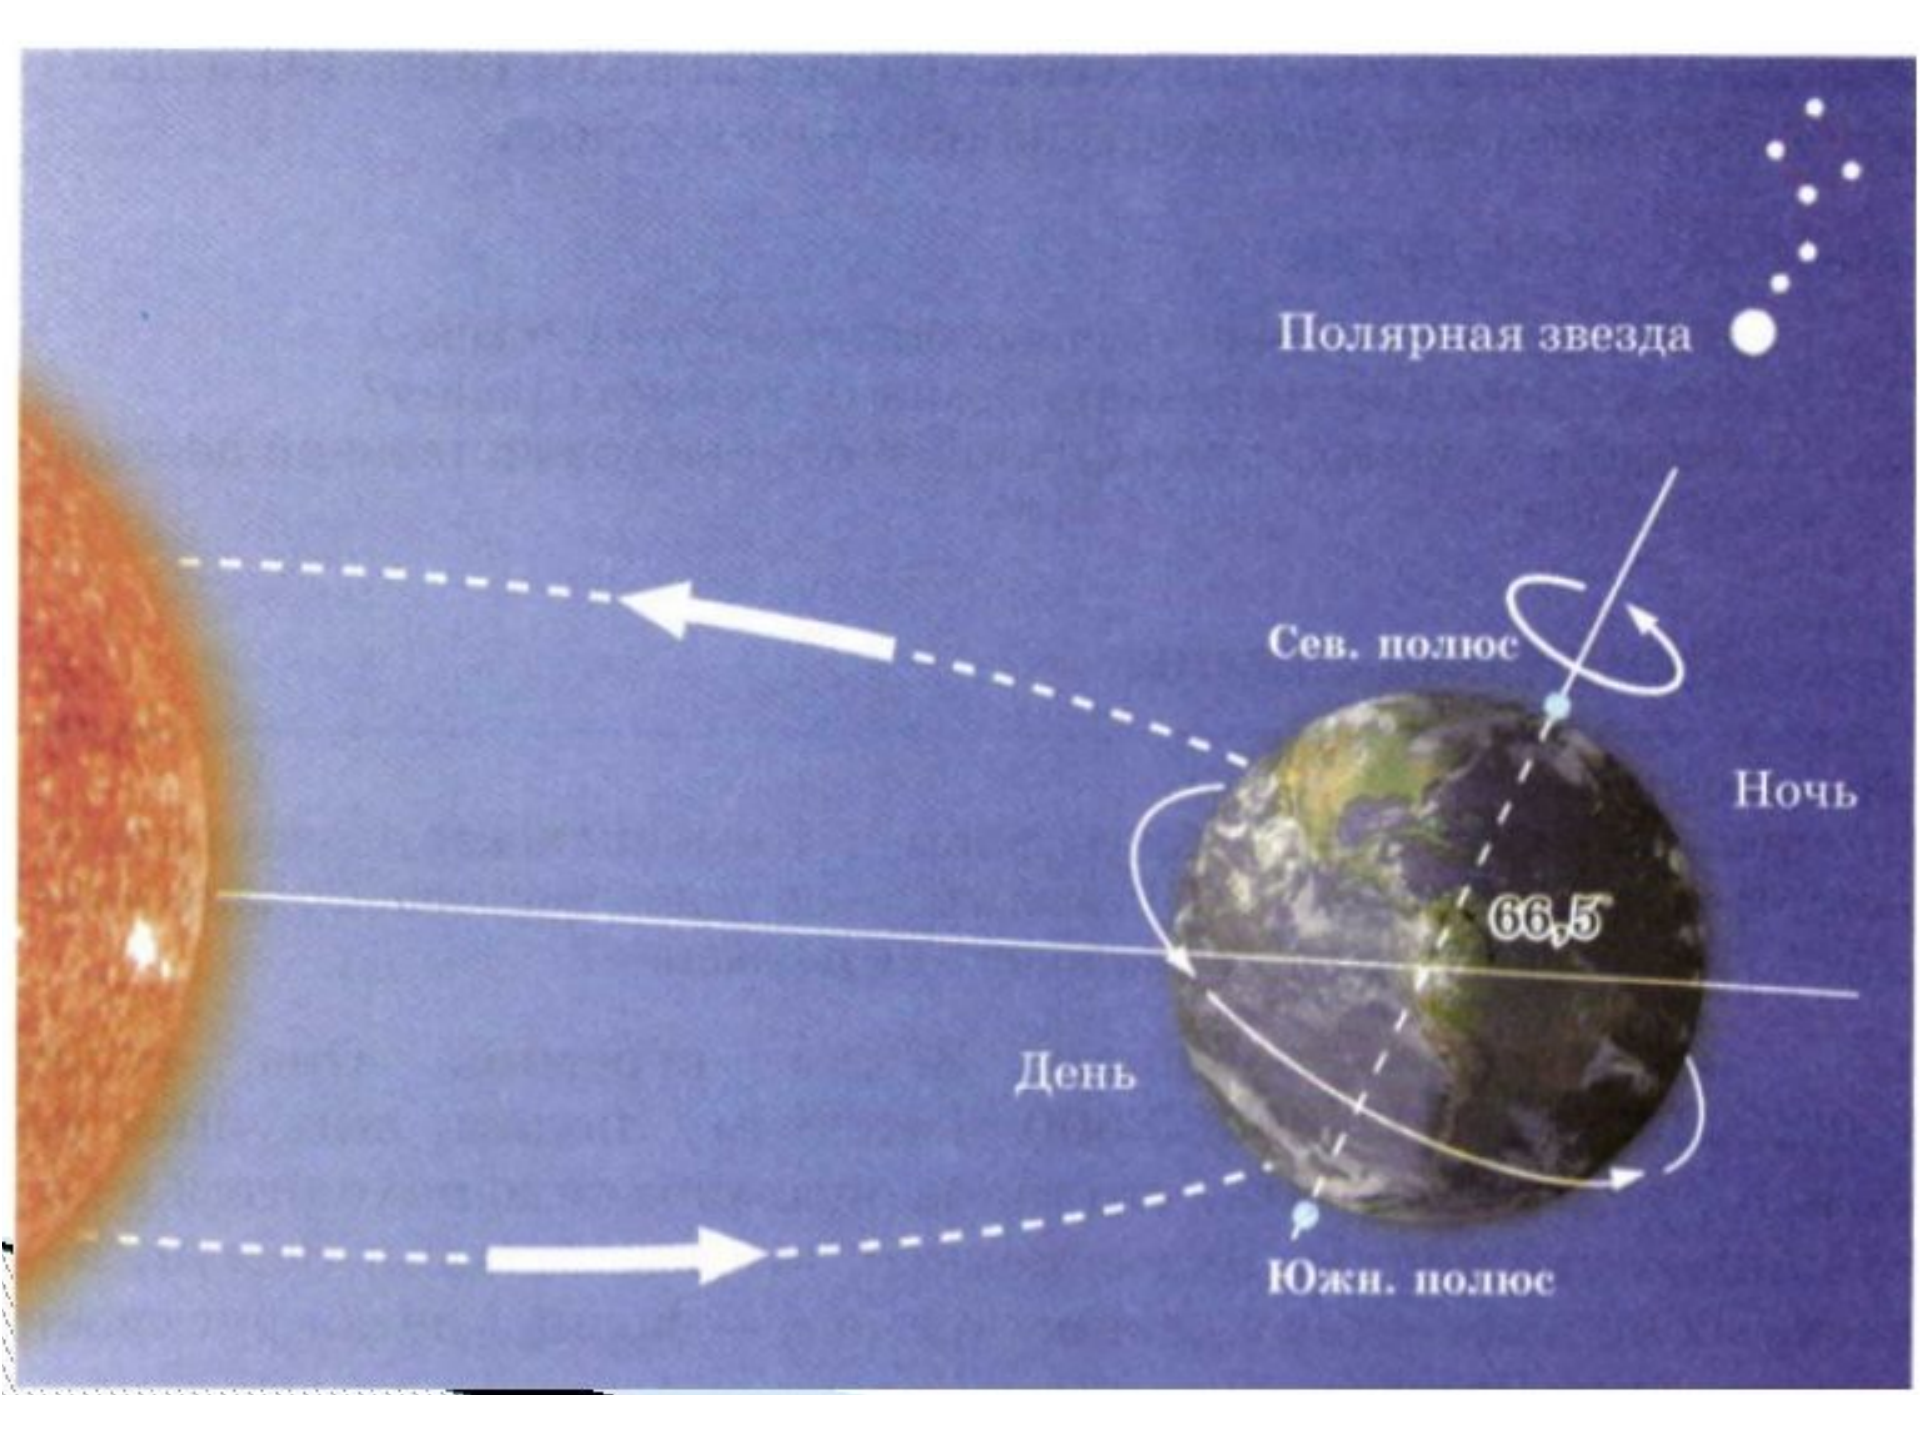 Полярная звезда
Сев. полюс
Ночь
66,5°
День
Южн. полюс